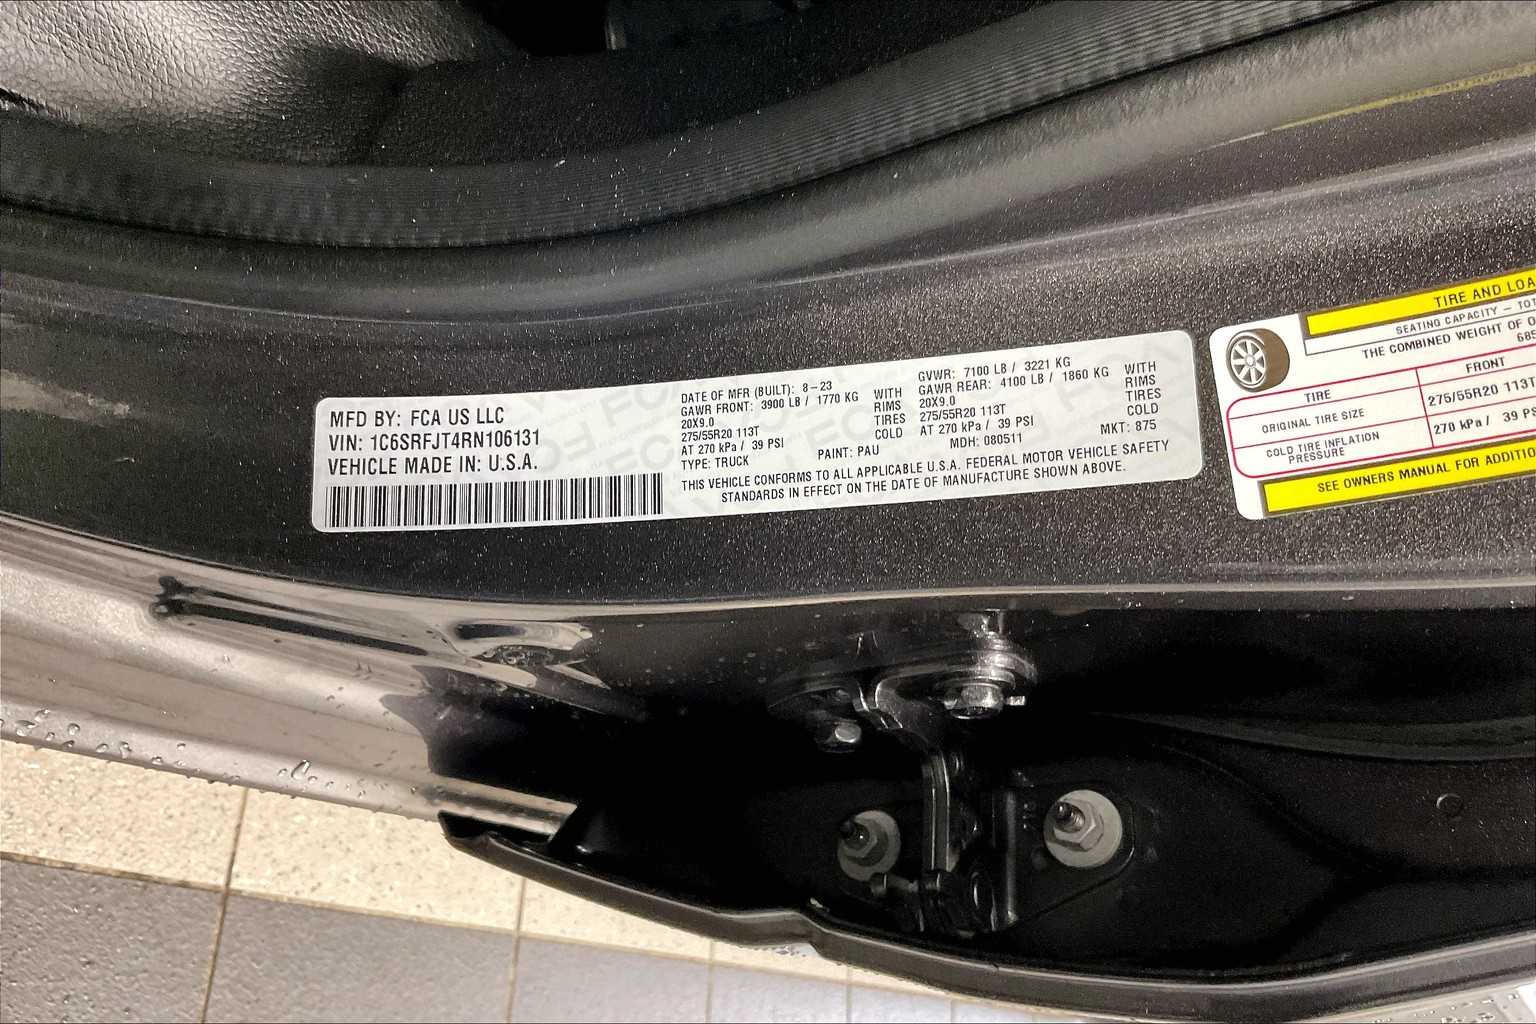 MFD BY: FCA US LLC
VIN: 1C6SRFJT4RN106131
VEHICLE MADE IN: U.S.A.
DATE OF MFR (BUILT): 8-23
GAWR FRONT: 3900 LB / 1770 KG WITH
20X9.0 RIMS
275/55R20 113T TIRES
AT 270 kPa / 39 PSI COLD
TYPE: TRUCK
PAINT: PAU
GVWR: 7100 LB / 3221 KG
GAWR REAR: 4100 LB / 1860 KG WITH
20X9.0 RIMS
275/55R20 113T TIRES
AT 270 kPa / 39 PSI COLD
MDH: 080511 MKT: 875
THIS VEHICLE CONFORMS TO ALL APPLICABLE U.S.A. FEDERAL MOTOR VEHICLE SAFETY
STANDARDS IN EFFECT ON THE DATE OF MANUFACTURE SHOWN ABOVE.
TIRE AND LOA
SEATING CAPACITY - TOT
THE COMBINED WEIGHT OF O
685
TIRE FRONT
ORIGINAL TIRE SIZE 275/55R20 113T
COLD TIRE INFLATION PRESSURE 270 kPa / 39 PS
SEE OWNERS MANUAL FOR ADDITIO